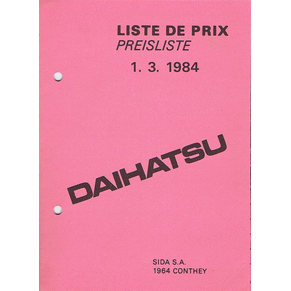 LISTE DE PRIX
PREISLISTE
1. 3. 1984
DAIHATSU
SIDA S.A.
1964 CONTHEY